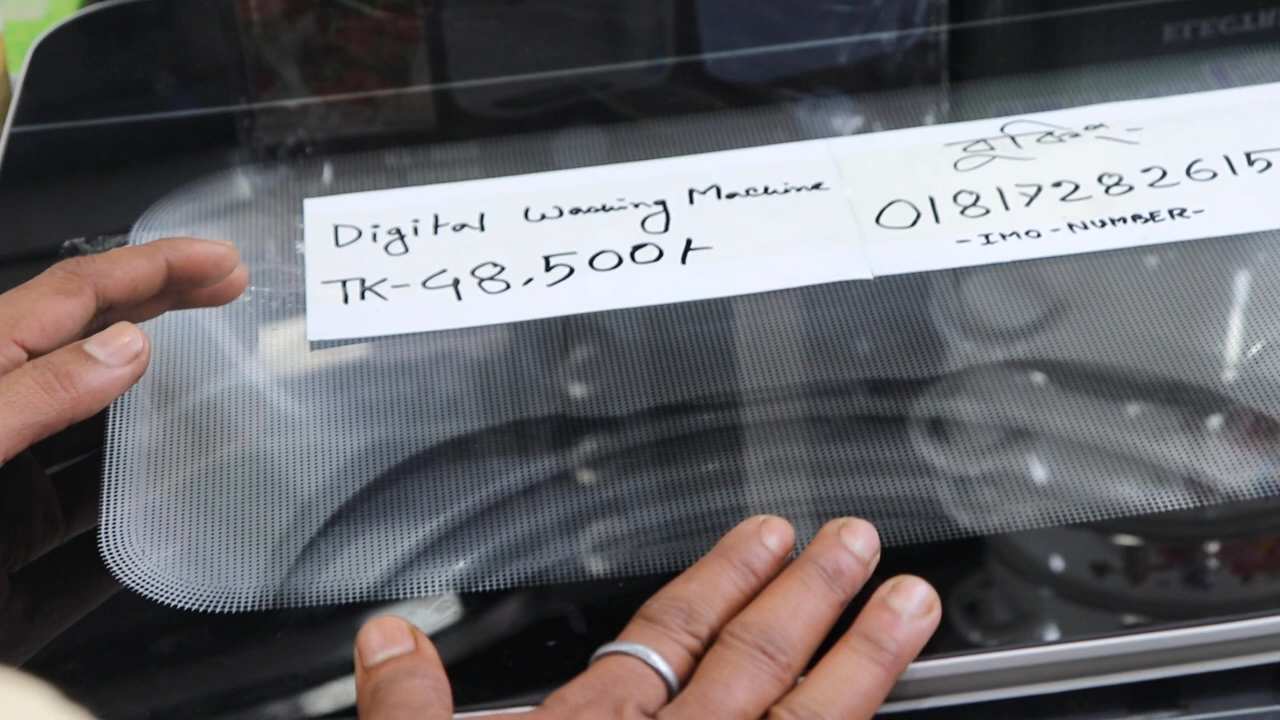 Digital Washing Machine
TK-48,500/-
বুকিং-
01817282615
-IMO-NUMBER-